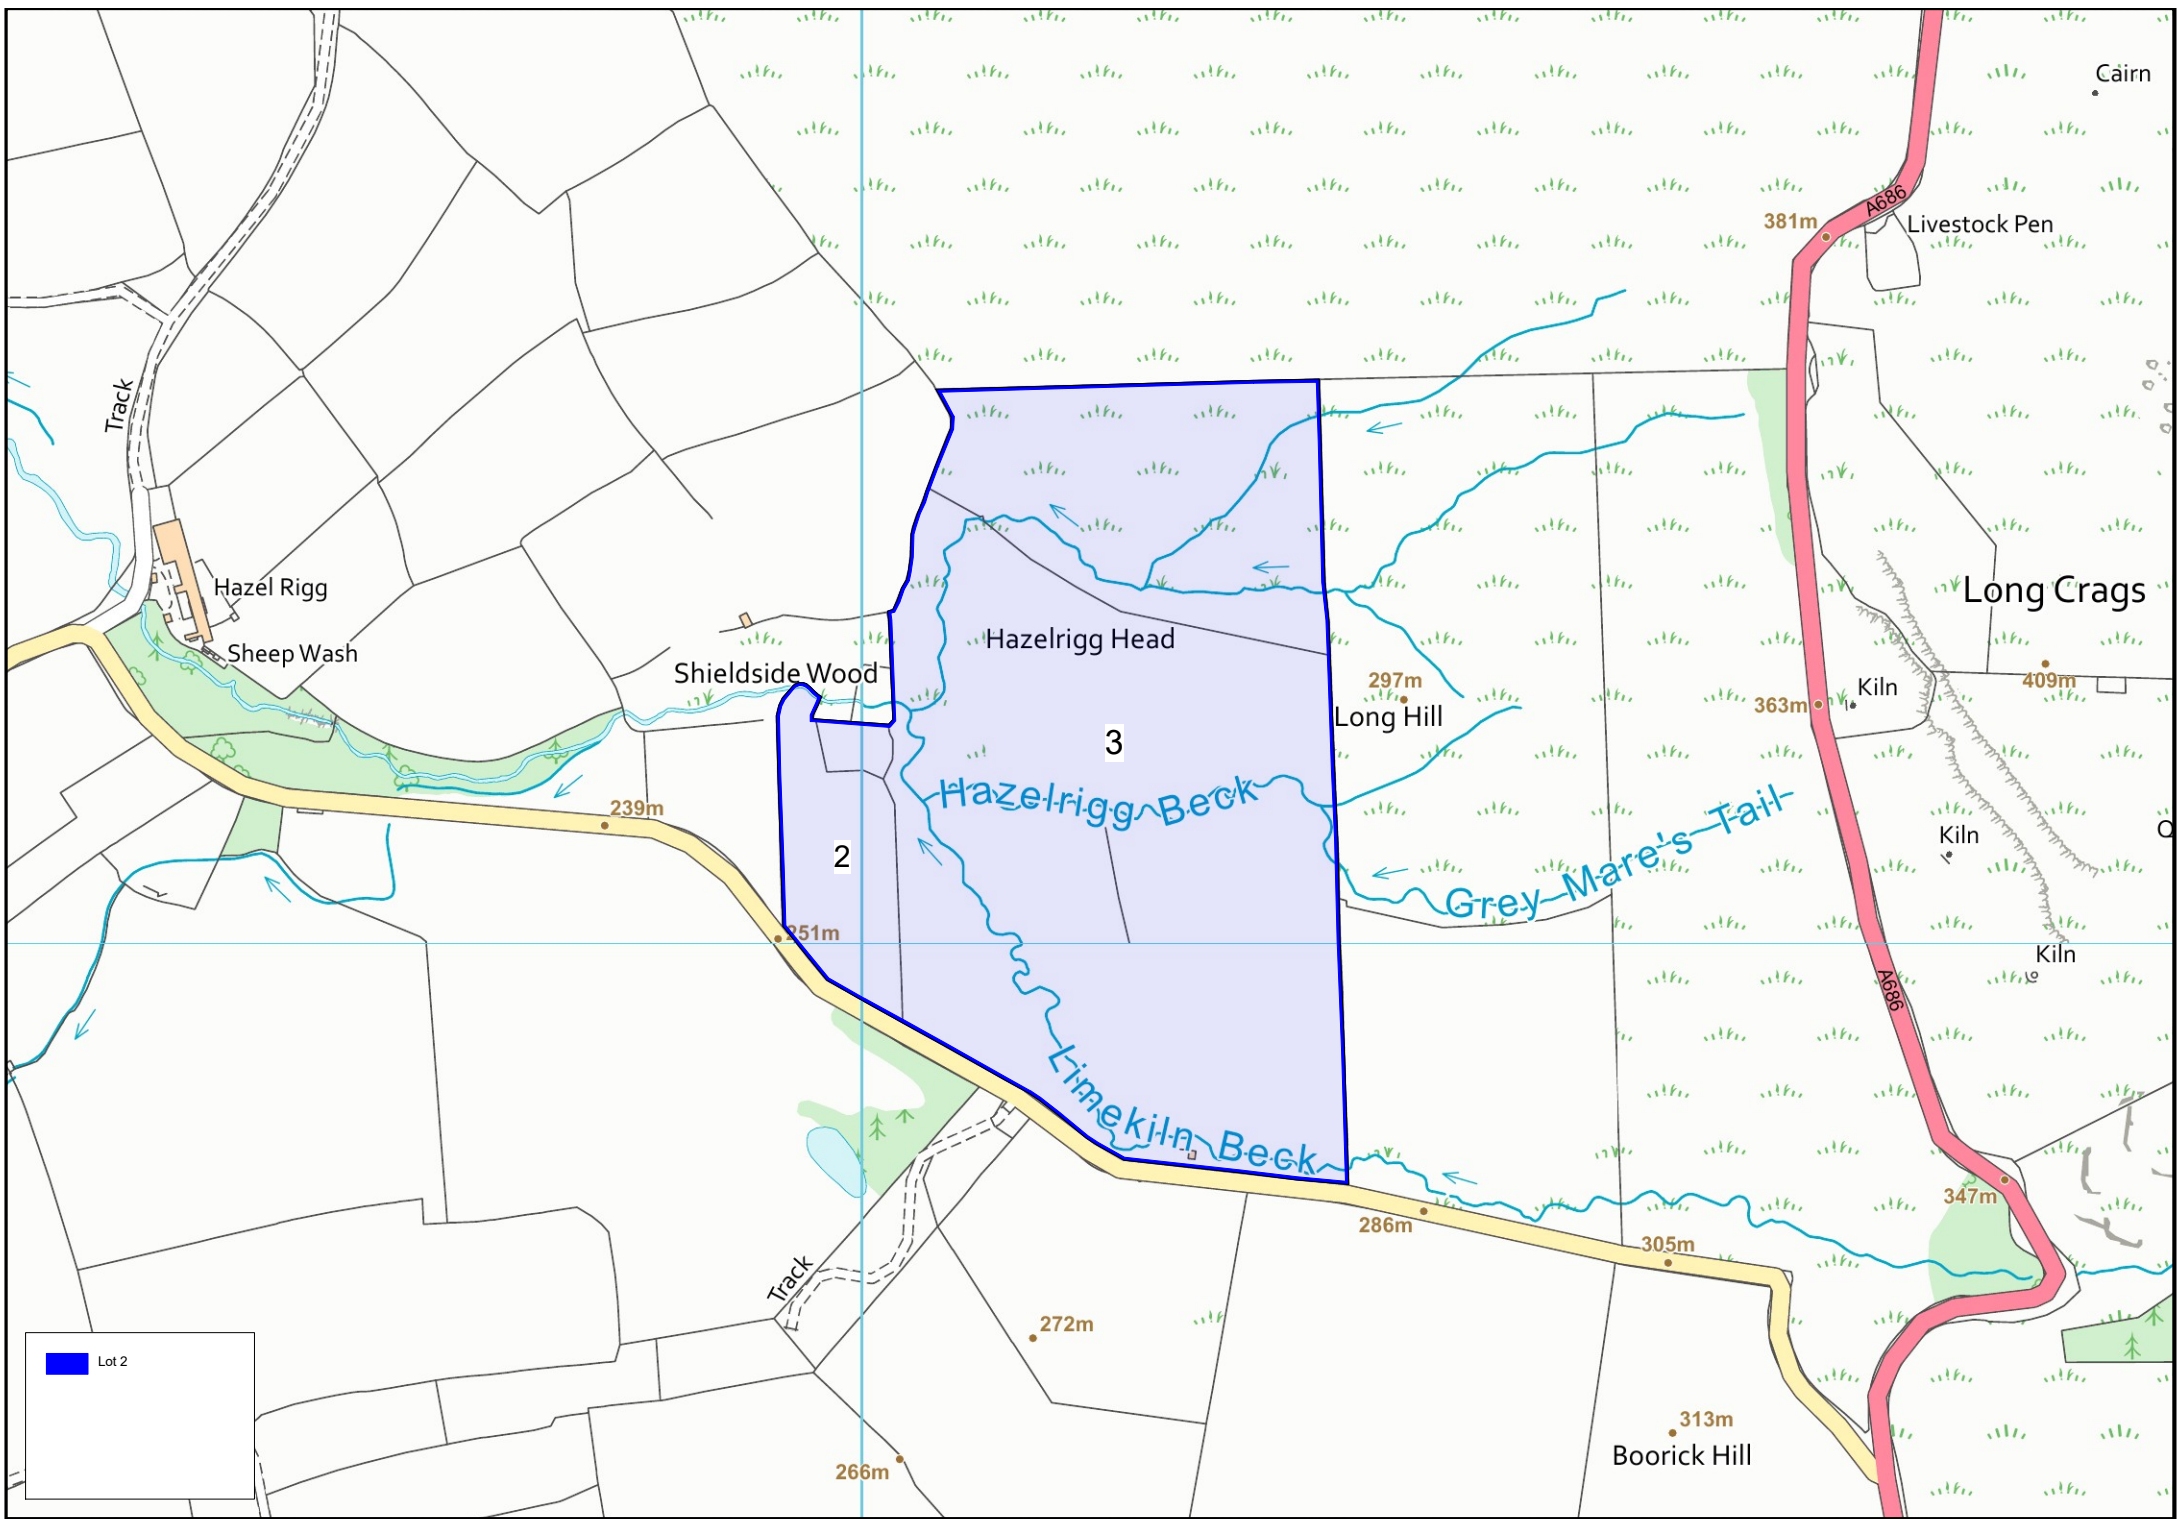 Cairn
A686
381m
Livestock Pen
Track
Hazel Rigg
Long Crags
Hazelrigg Head
Sheep Wash
Shieldside Wood
297m
409m
Kiln
363m
Long Hill
3
Hazelrigg Beck
239m
Grey Mare's Tail
Kiln
Q
2
251m
Kiln
A686
Limekiln Beck
347m
286m
305m
Track
272m
Lot 2
313m
Boorick Hill
266m